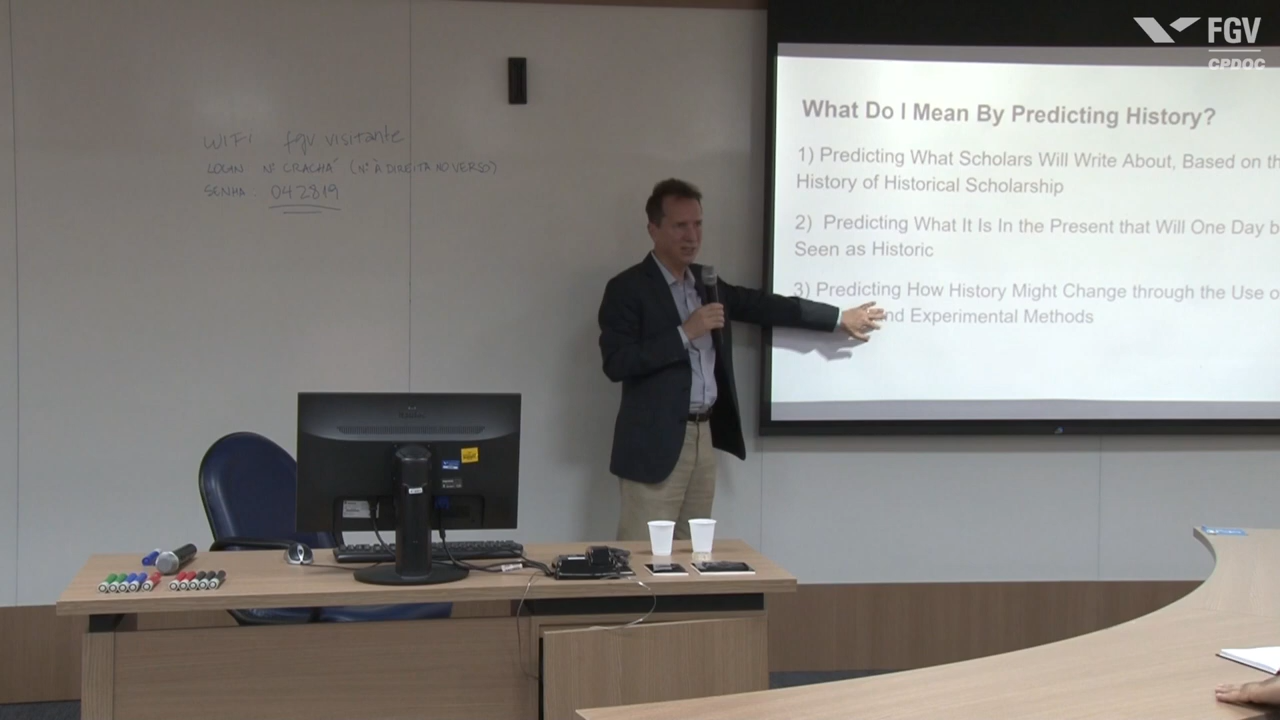 FGV
CPDOC
WIFI fgv visitante
LOGIN Nº CRACHÁ (Nº À DIREITA NO VERSO)
SENHA 042819
What Do I Mean By Predicting History?
1) Predicting What Scholars Will Write About, Based on th
History of Historical Scholarship
2) Predicting What It Is In the Present that Will One Day b
Seen as Historic
3) Predicting How History Might Change through the Use o
nd Experimental Methods